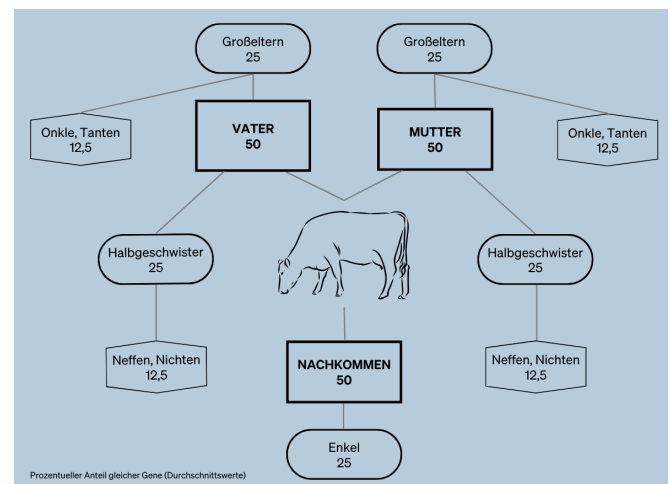 Großeltern
25
Großeltern
25
Onkle, Tanten
12,5
VATER
50
MUTTER
50
Onkle, Tanten
12,5
Halbgeschwister
25
Halbgeschwister
25
Neffen, Nichten
12,5
NACHKOMMEN
50
Neffen, Nichten
12,5
Enkel
25
Prozentueller Anteil gleicher Gene (Durchschnittswerte)